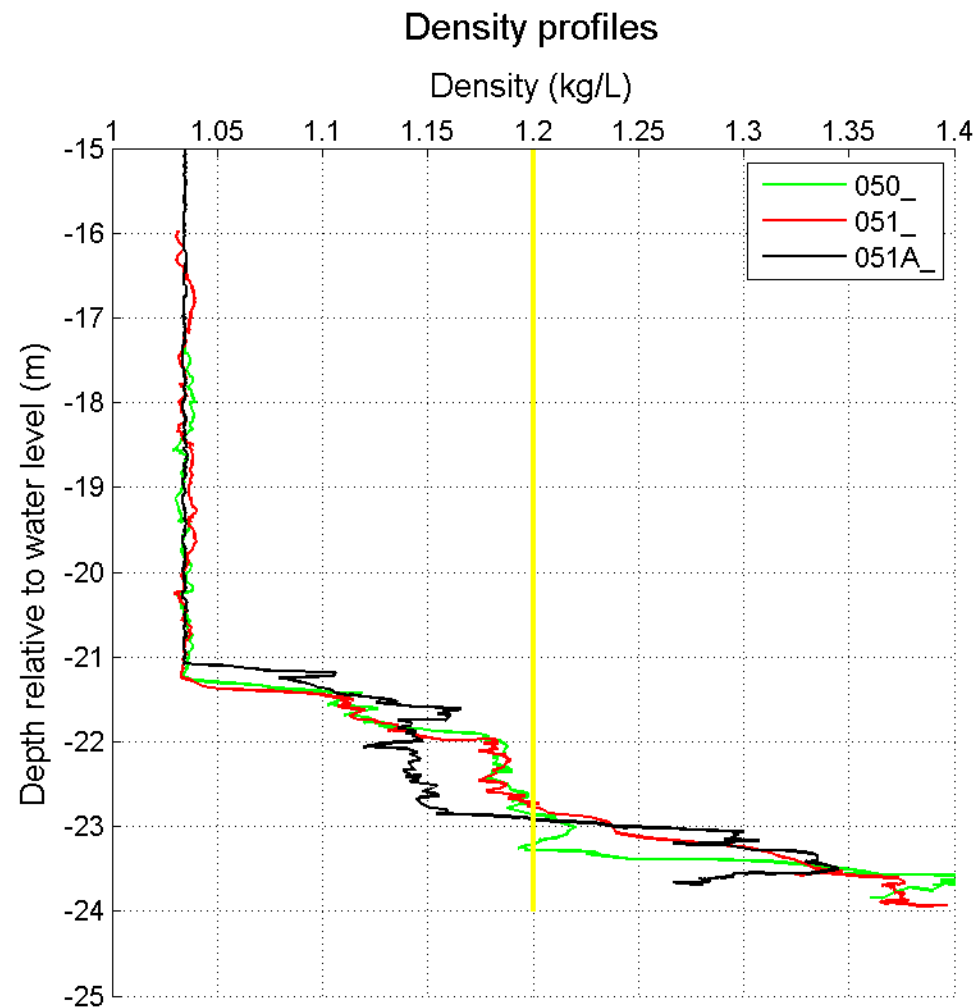 Density profiles
Density (kg/L)
1 1.05 1.1 1.15 1.2 1.25 1.3 1.35 1.4
-15
050_
051_
051A_
-16
-17
-18
-19
-20
-21
-22
-23
-24
-25
Depth relative to water level (m)